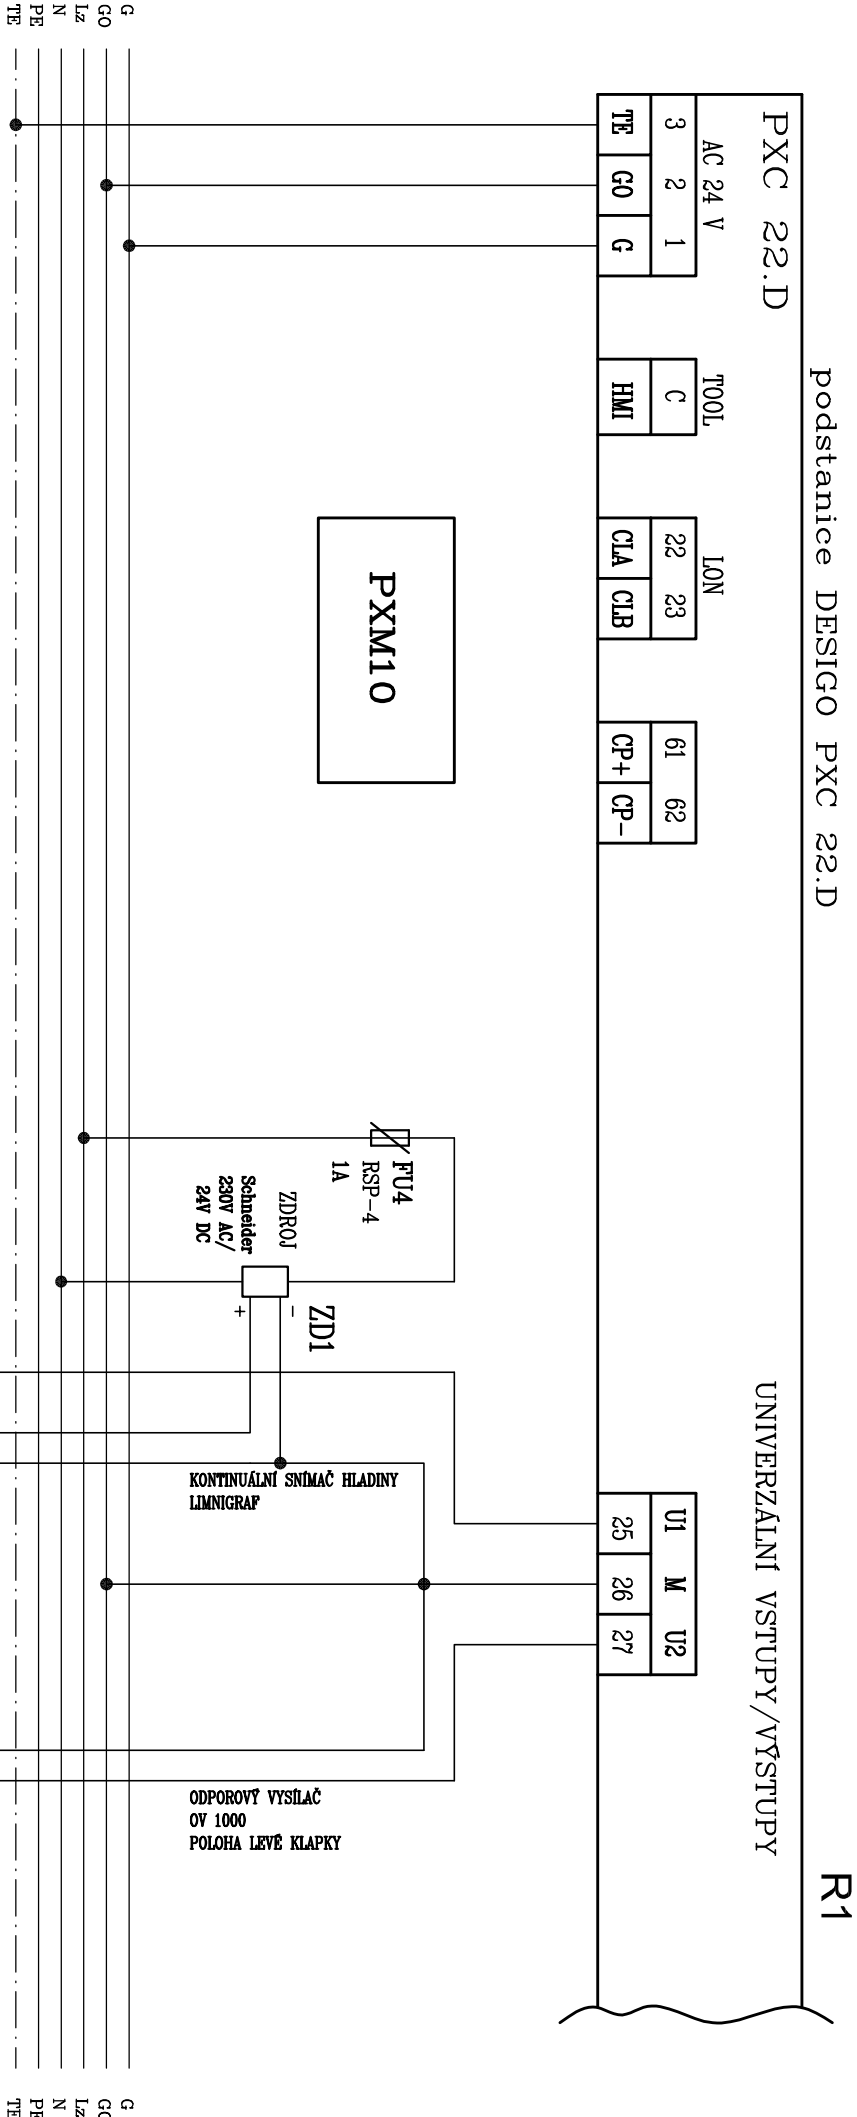 podstanice DESIGO PXC 22.D
R1
PXC 22.D
UNIVERZÁLNÍ VSTUPY/VÝSTUPY
AC 24 V
TOOL
LON
3 2 1
C
22 23
61 62
U1 M U2
TE G0 G
HMI
CLA CLB
CP+ CP-
25 26 27
PXM10
FU4
RSP-4
1A
ZD1
ZDROJ
Schneider
230V AC/
24V DC
-
+
KONTINUÁLNÍ SNÍMAČ HLADINY
LIMNIGRAF
ODPOROVÝ VYSÍLAČ
OV 1000
POLOHA LEVÉ KLAPKY
G
G0
Lz
N
PE
TE
G
Lz
N
PE
TE